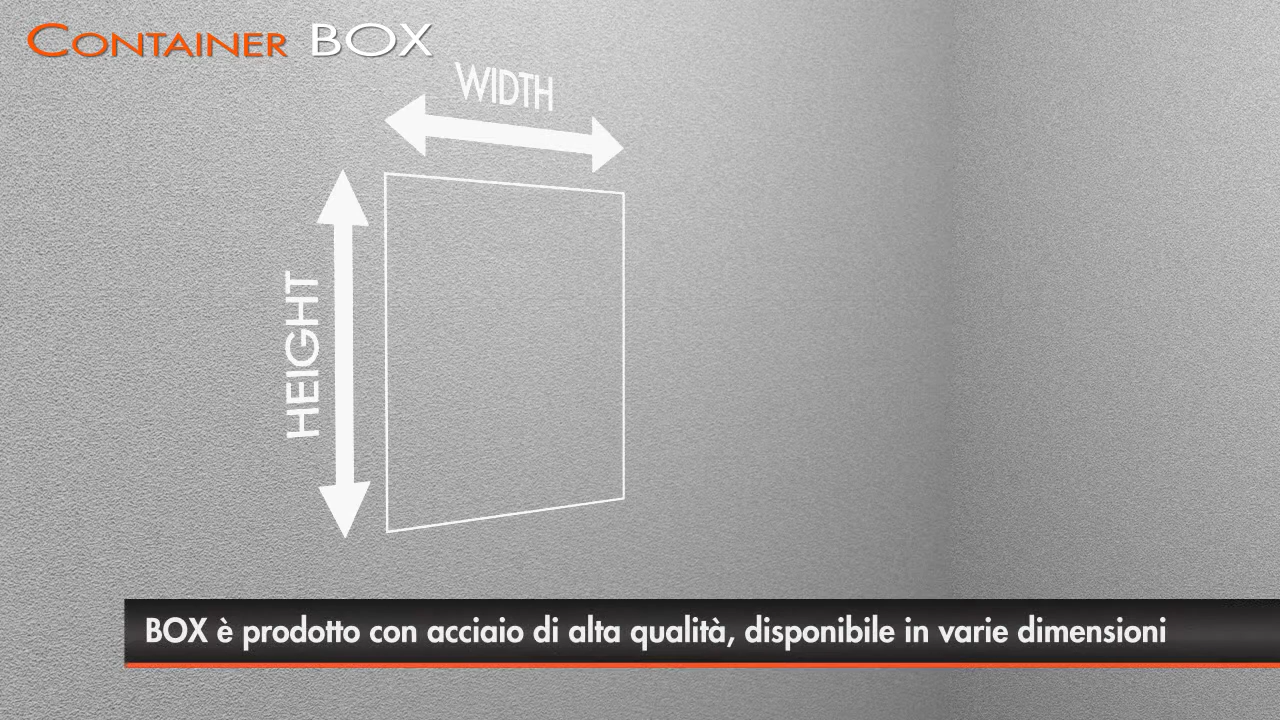 CONTAINER BOX
WIDTH
HEIGHT
BOX è prodotto con acciaio di alta qualità, disponibile in varie dimensioni